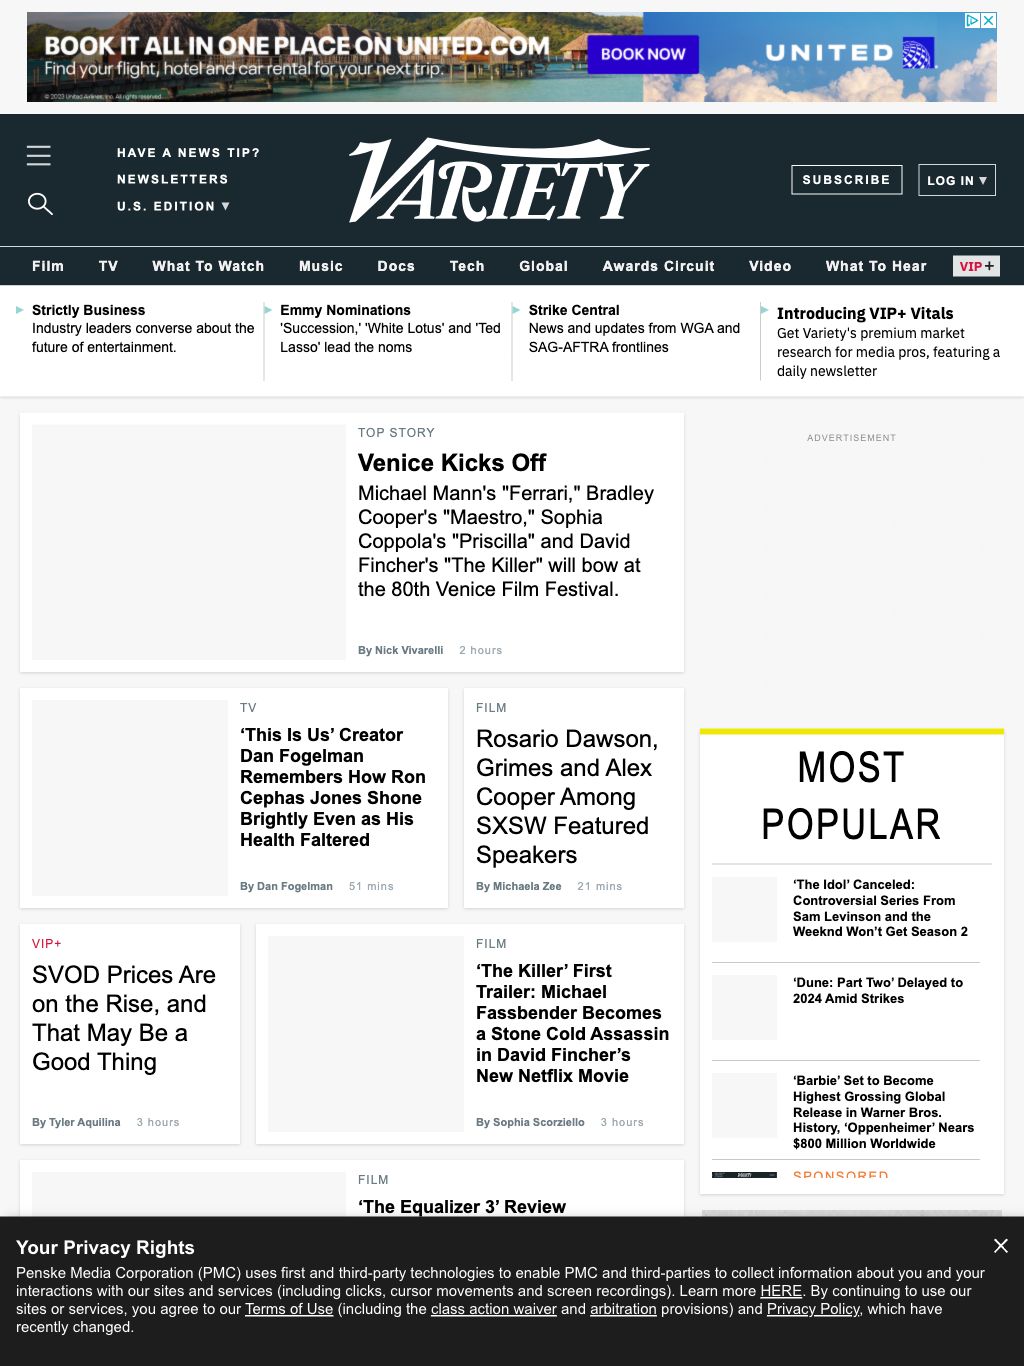 BOOK IT ALL IN ONE PLACE ON UNITED.COM
Find your flight, hotel and car rental for your next trip.
© 2023 United Airlines, Inc. All rights reserved.
BOOK NOW
UNITED
HAVE A NEWS TIP?
NEWSLETTERS
U.S. EDITION ▼
VARIETY
SUBSCRIBE
LOG IN ▼
Film TV What To Watch Music Docs Tech Global Awards Circuit Video What To Hear VIP+
Strictly Business
Industry leaders converse about the
future of entertainment.
Emmy Nominations
'Succession,' 'White Lotus' and 'Ted
Lasso' lead the noms
Strike Central
News and updates from WGA and
SAG-AFTRA frontlines
Introducing VIP+ Vitals
Get Variety's premium market
research for media pros, featuring a
daily newsletter
TOP STORY
Venice Kicks Off
Michael Mann's "Ferrari," Bradley
Cooper's "Maestro," Sophia
Coppola's "Priscilla" and David
Fincher's "The Killer" will bow at
the 80th Venice Film Festival.
By Nick Vivarelli 2 hours
ADVERTISEMENT
TV
‘This Is Us’ Creator
Dan Fogelman
Remembers How Ron
Cephas Jones Shone
Brightly Even as His
Health Faltered
By Dan Fogelman 51 mins
FILM
Rosario Dawson,
Grimes and Alex
Cooper Among
SXSW Featured
Speakers
By Michaela Zee 21 mins
VIP+
SVOD Prices Are
on the Rise, and
That May Be a
Good Thing
By Tyler Aquilina 3 hours
FILM
‘The Killer’ First
Trailer: Michael
Fassbender Becomes
a Stone Cold Assassin
in David Fincher’s
New Netflix Movie
By Sophia Scorziello 3 hours
FILM
‘The Equalizer 3’ Review
MOST
POPULAR
‘The Idol’ Canceled:
Controversial Series From
Sam Levinson and the
Weeknd Won’t Get Season 2
‘Dune: Part Two’ Delayed to
2024 Amid Strikes
‘Barbie’ Set to Become
Highest Grossing Global
Release in Warner Bros.
History, ‘Oppenheimer’ Nears
$800 Million Worldwide
SPONSORED
Your Privacy Rights
Penske Media Corporation (PMC) uses first and third-party technologies to enable PMC and third-parties to collect information about you and your
interactions with our sites and services (including clicks, cursor movements and screen recordings). Learn more HERE. By continuing to use our
sites or services, you agree to our Terms of Use (including the class action waiver and arbitration provisions) and Privacy Policy, which have
recently changed.